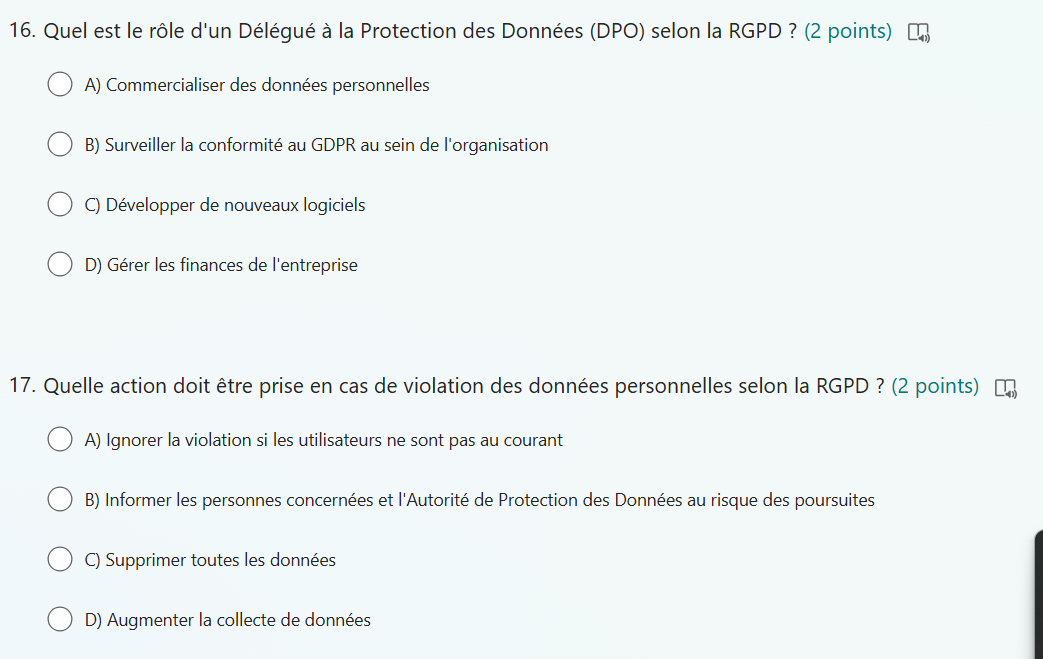 16. Quel est le rôle d'un Délégué à la Protection des Données (DPO) selon la RGPD ? (2 points)
A) Commercialiser des données personnelles
B) Surveiller la conformité au GDPR au sein de l'organisation
C) Développer de nouveaux logiciels
D) Gérer les finances de l'entreprise
17. Quelle action doit être prise en cas de violation des données personnelles selon la RGPD ? (2 points)
A) Ignorer la violation si les utilisateurs ne sont pas au courant
B) Informer les personnes concernées et l'Autorité de Protection des Données au risque des poursuites
C) Supprimer toutes les données
D) Augmenter la collecte de données